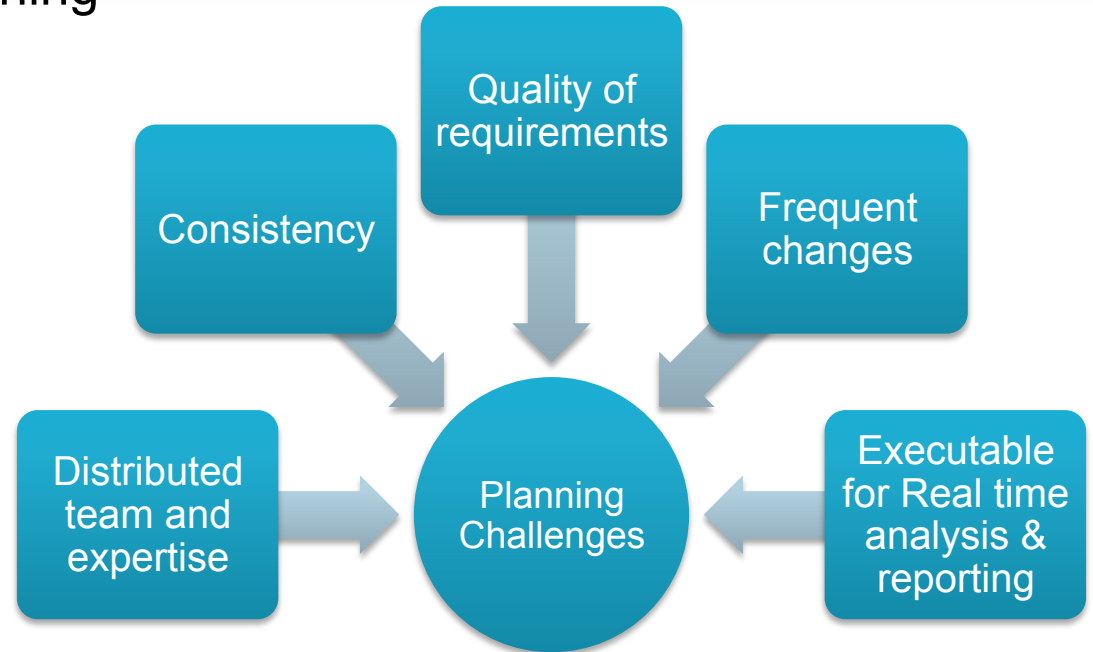 Quality of
requirements
Consistency
Frequent
changes
Distributed
team and
expertise
Planning
Challenges
Executable
for Real time
analysis &
reporting